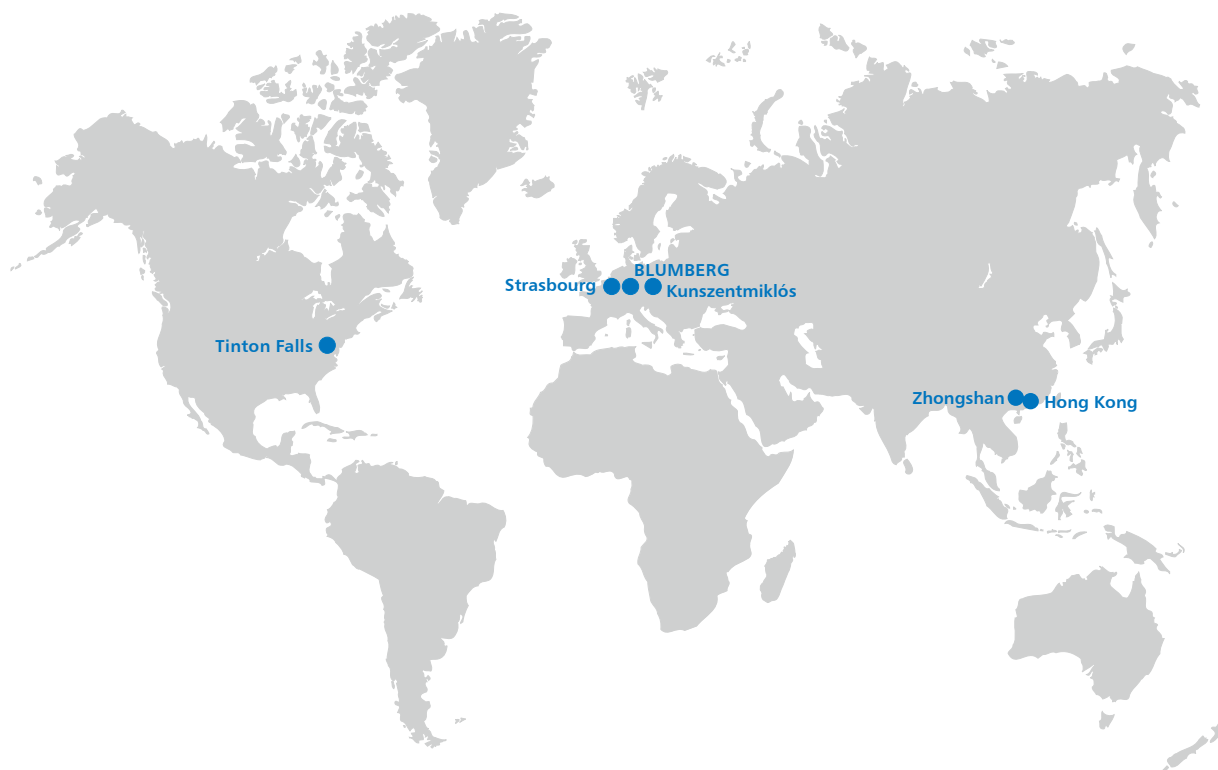 BLUMBERG
Strasbourg
Kunszentmiklós
Tinton Falls
Zhongshan
Hong Kong